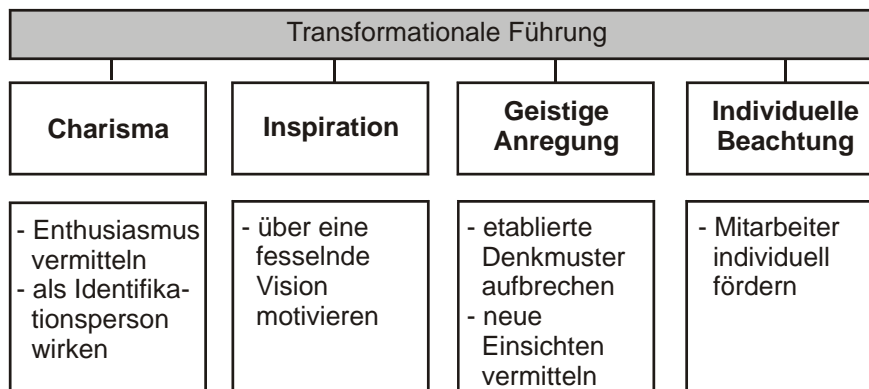 Transformationale Führung
Charisma
Inspiration
Geistige
Anregung
Individuelle
Beachtung
- Enthusiasmus
vermitteln
- als Identifika-
tionsperson
wirken
- über eine
fesselnde
Vision
motivieren
- etablierte
Denkmuster
aufbrechen
- neue
Einsichten
vermitteln
- Mitarbeiter
individuell
fördern